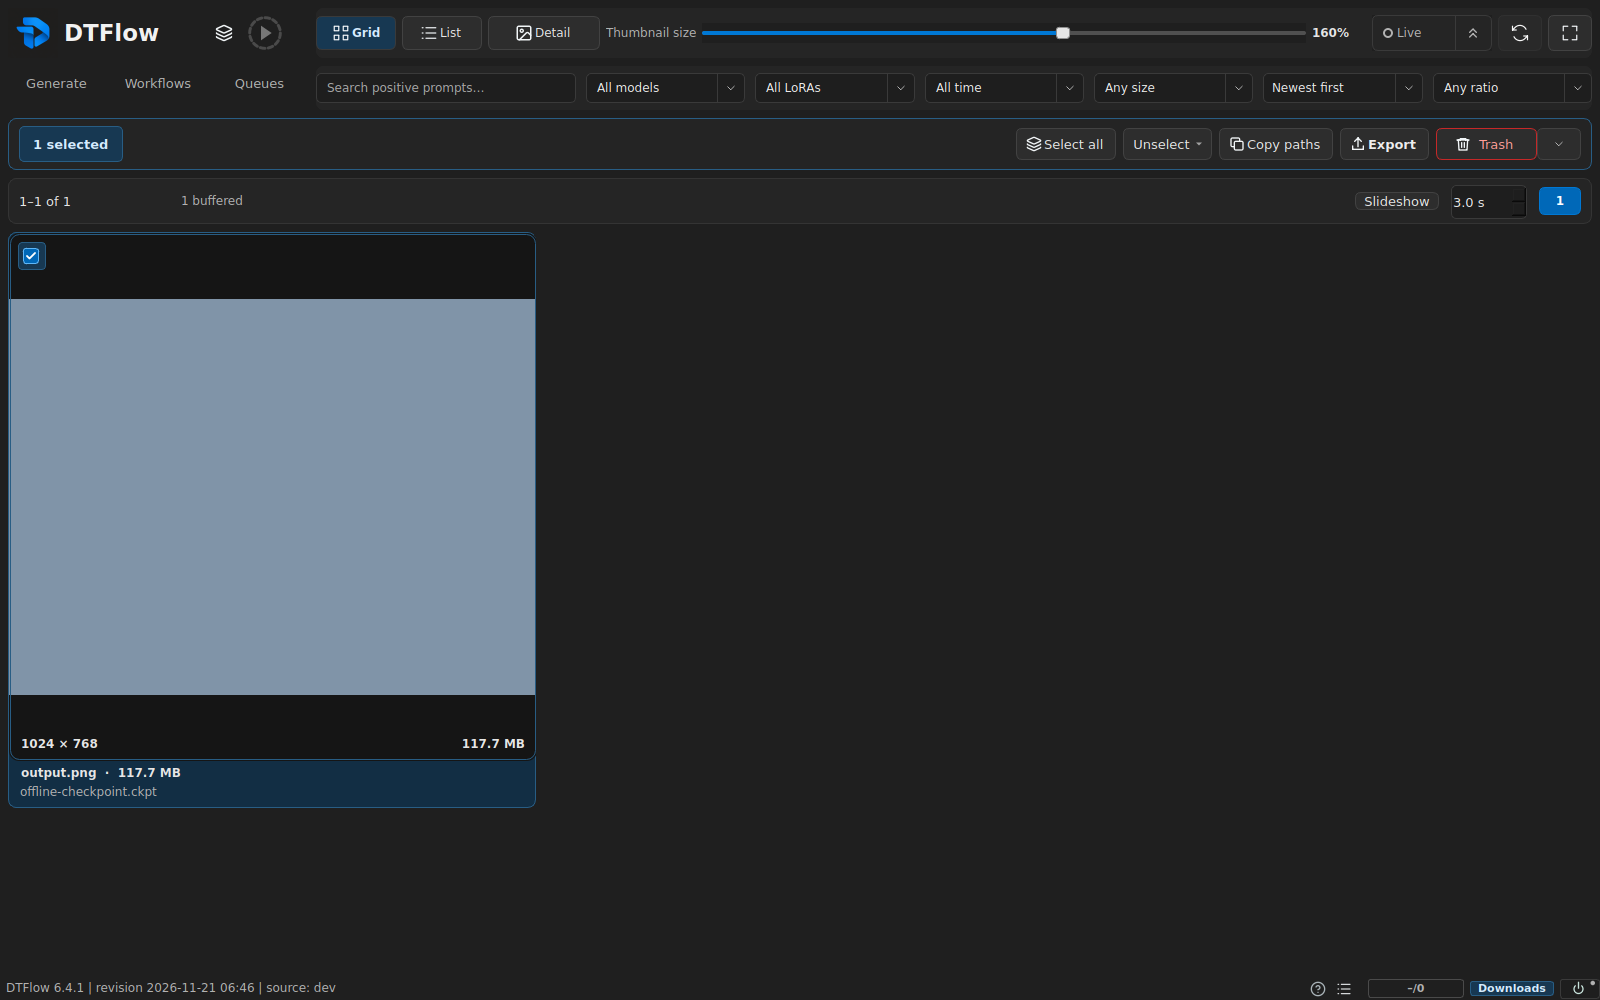 DTFlow
Grid
List
Detail
Thumbnail size
160%
Live
Generate
Workflows
Queues
Search positive prompts...
All models
All LoRAs
All time
Any size
Newest first
Any ratio
1 selected
Select all
Unselect
Copy paths
Export
Trash
1–1 of 1
1 buffered
Slideshow
3.0 s
1
1024 × 768
117.7 MB
output.png · 117.7 MB
offline-checkpoint.ckpt
DTFlow 6.4.1 | revision 2026-11-21 06:46 | source: dev
-/0
Downloads